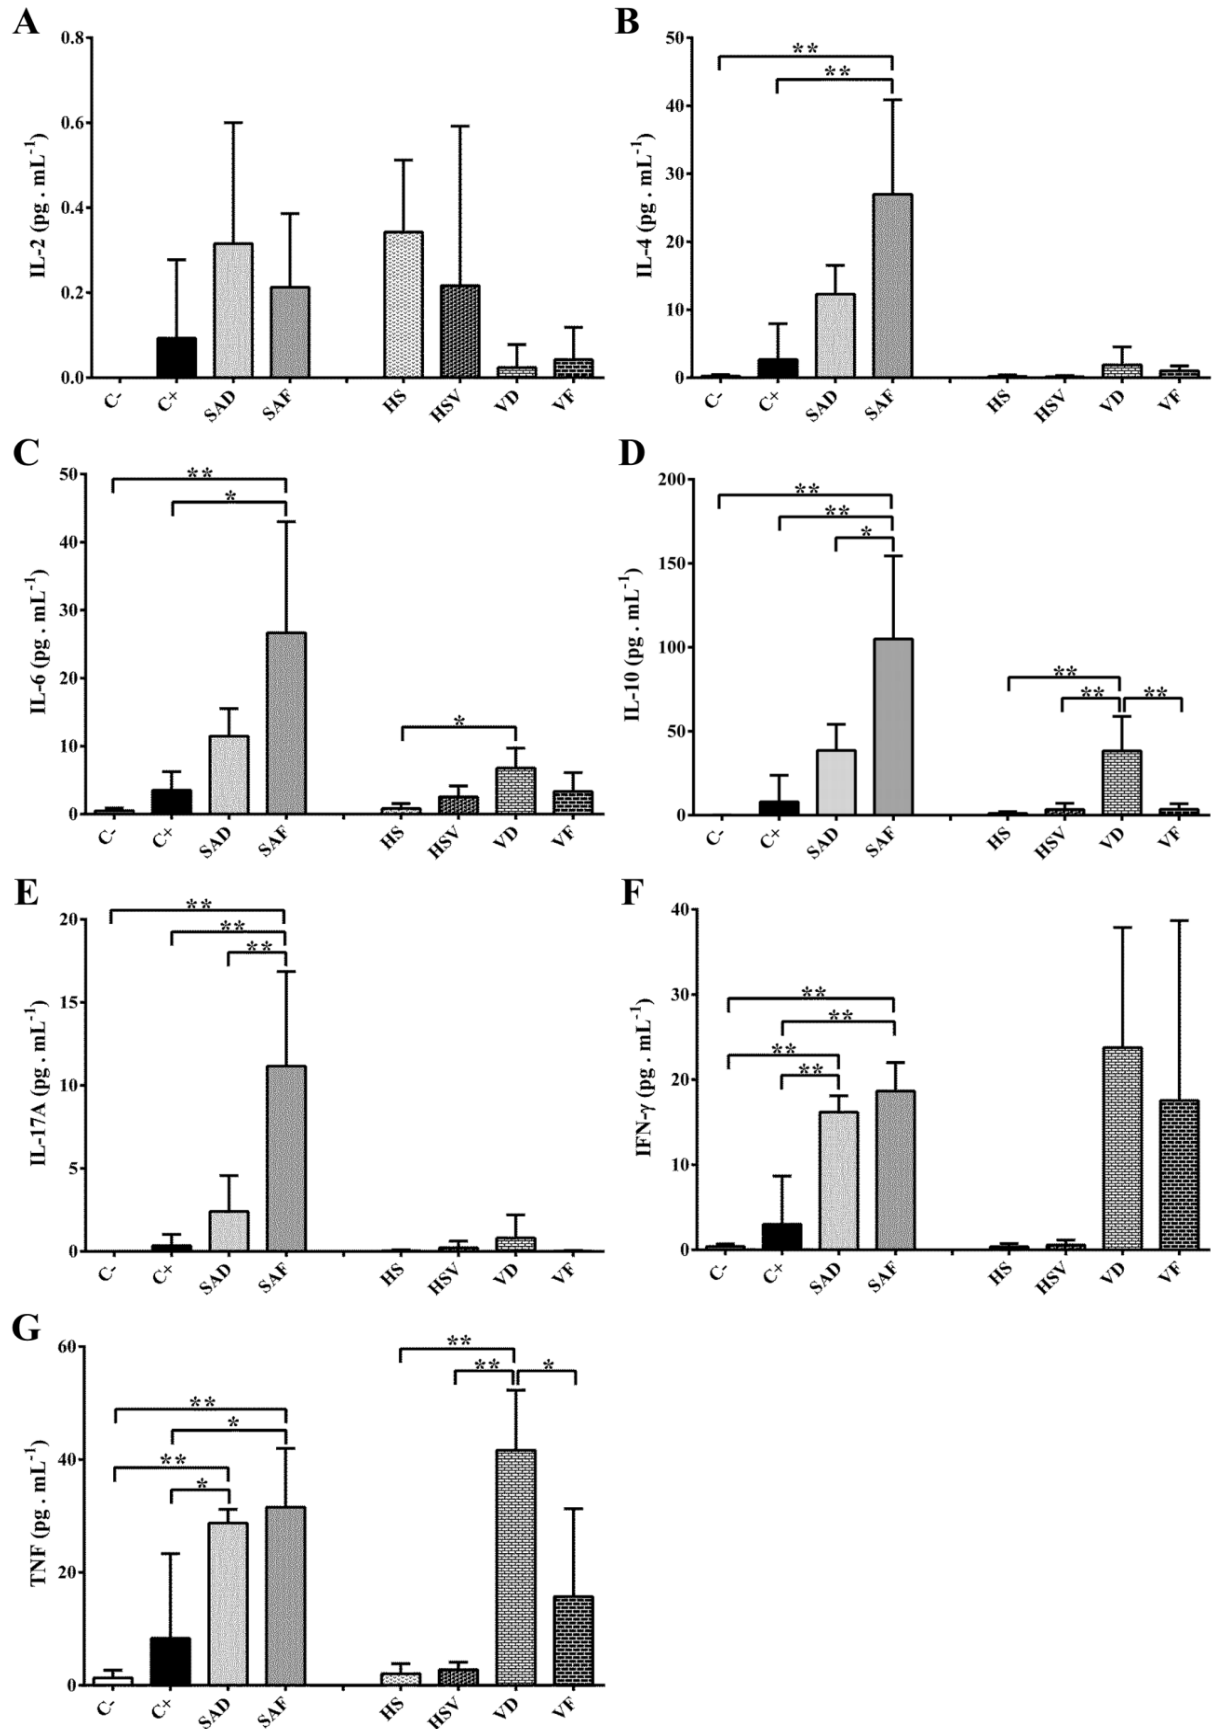 A
IL-2 (pg . mL⁻¹)
0.8
0.6
0.4
0.2
0.0
C- C+ SAD SAF HS HSV VD VF
B
IL-4 (pg . mL⁻¹)
50
40
30
20
10
0
** 
**
C- C+ SAD SAF HS HSV VD VF
C
IL-6 (pg . mL⁻¹)
50
40
30
20
10
0
**
*
*
C- C+ SAD SAF HS HSV VD VF
D
IL-10 (pg . mL⁻¹)
200
150
100
50
0
**
**
*
**
** **
C- C+ SAD SAF HS HSV VD VF
E
IL-17A (pg . mL⁻¹)
20
15
10
5
0
**
**
**
C- C+ SAD SAF HS HSV VD VF
F
IFN-γ (pg . mL⁻¹)
40
30
20
10
0
**
**
**
**
C- C+ SAD SAF HS HSV VD VF
G
TNF (pg . mL⁻¹)
60
40
20
0
**
** *
**
*
**
*
C- C+ SAD SAF HS HSV VD VF